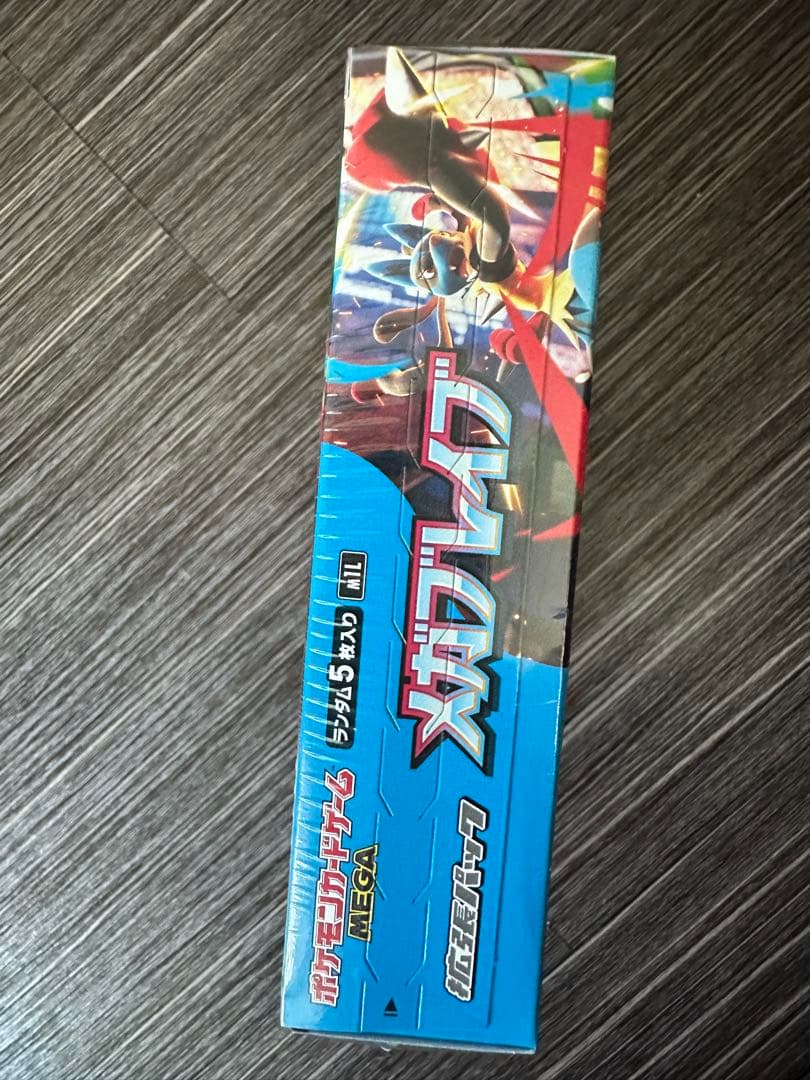 ポケモンカードゲーム
MEGA
ランダム5枚入り
M1L
拡張パック
メガブレイブ